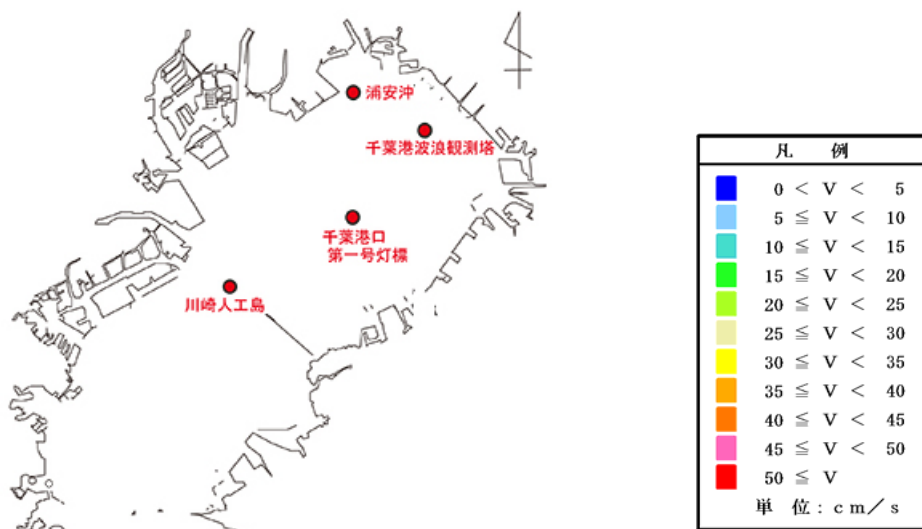 浦安沖
千葉港波浪観測塔
千葉港口
第一号灯標
川崎人工島
凡 例
0 < V < 5
5 ≦ V < 10
10 ≦ V < 15
15 ≦ V < 20
20 ≦ V < 25
25 ≦ V < 30
30 ≦ V < 35
35 ≦ V < 40
40 ≦ V < 45
45 ≦ V < 50
50 ≦ V
単 位 : cm/s